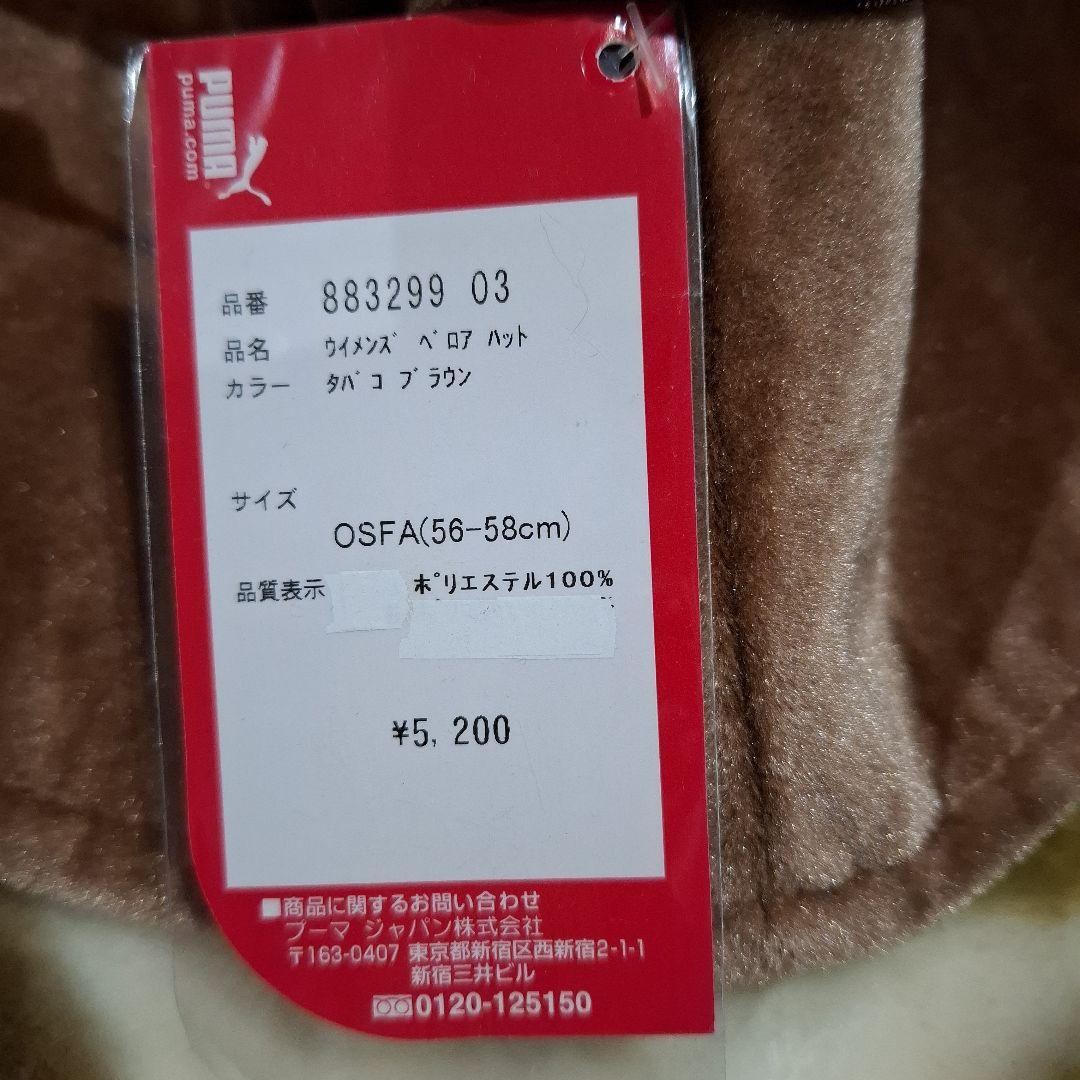 PUMA
puma.com
品番 883299 03
品名 ｳｲﾒﾝｽﾞ ﾍﾞﾛｱ ﾊｯﾄ
カラー ﾀﾊﾞｺ ﾌﾞﾗｳﾝ
サイズ
OSFA(56-58cm)
品質表示 ﾎﾟリエステル100%
¥5,200
■商品に関するお問い合わせ
プーマ ジャパン株式会社
〒163-0407 東京都新宿区西新宿2-1-1
新宿三井ビル
0120-125150